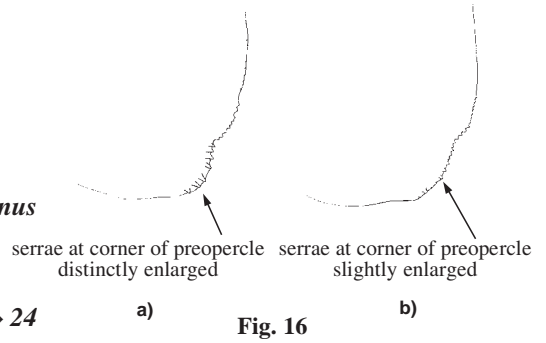 nus
serrae at corner of preopercle
distinctly enlarged
serrae at corner of preopercle
slightly enlarged
24
a)
b)
Fig. 16